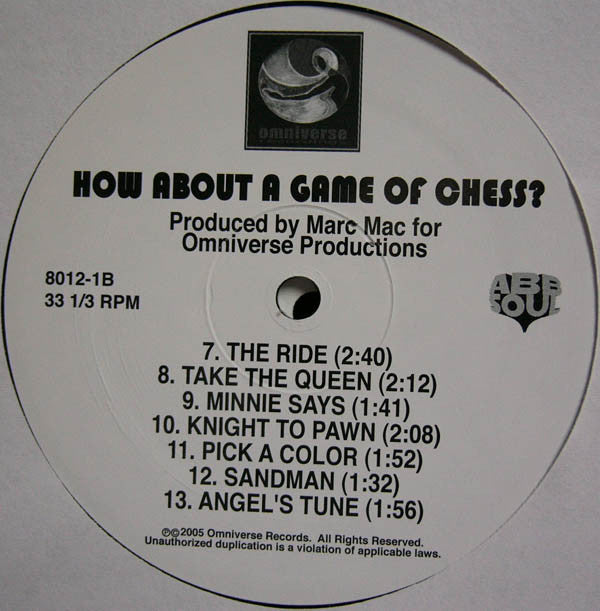 omniverse
HOW ABOUT A GAME OF CHESS?
Produced by Marc Mac for
Omniverse Productions
8012-1B
33 1/3 RPM
ABB
SOUL
7. THE RIDE (2:40)
8. TAKE THE QUEEN (2:12)
9. MINNIE SAYS (1:41)
10. KNIGHT TO PAWN (2:08)
11. PICK A COLOR (1:52)
12. SANDMAN (1:32)
13. ANGEL'S TUNE (1:56)
℗©2005 Omniverse Records. All Rights Reserved.
Unauthorized duplication is a violation of applicable laws.